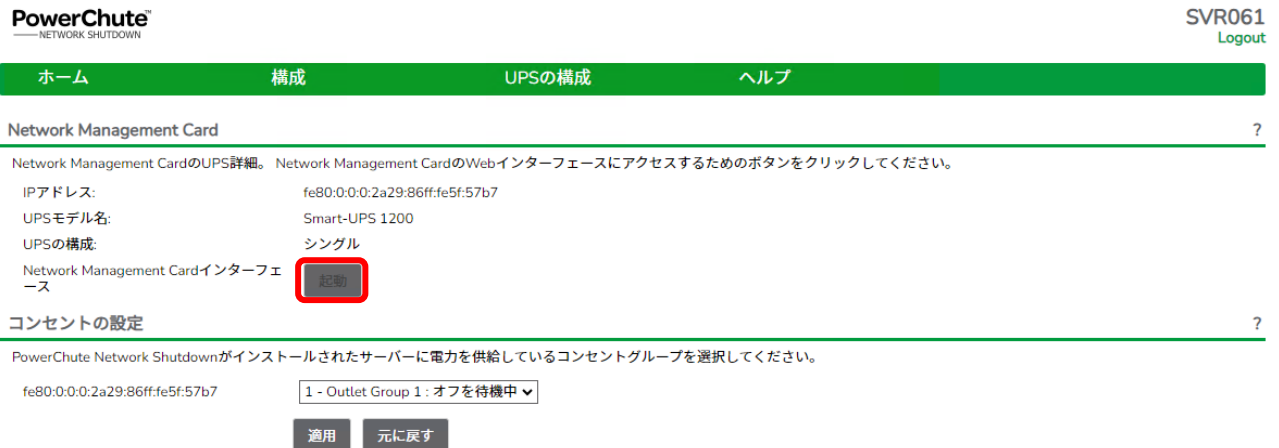 PowerChute™
NETWORK SHUTDOWN
SVR061
Logout
ホーム 構成 UPSの構成 ヘルプ
Network Management Card ?
Network Management CardのUPS詳細。 Network Management CardのWebインターフェースにアクセスするためのボタンをクリックしてください。
IPアドレス: fe80:0:0:0:2a29:86ff:fe5f:57b7
UPSモデル名: Smart-UPS 1200
UPSの構成: シングル
Network Management Cardインターフェ
ース 起動
コンセントの設定 ?
PowerChute Network Shutdownがインストールされたサーバーに電力を供給しているコンセントグループを選択してください。
fe80:0:0:0:2a29:86ff:fe5f:57b7 1 - Outlet Group 1 : オフを待機中
適用 元に戻す